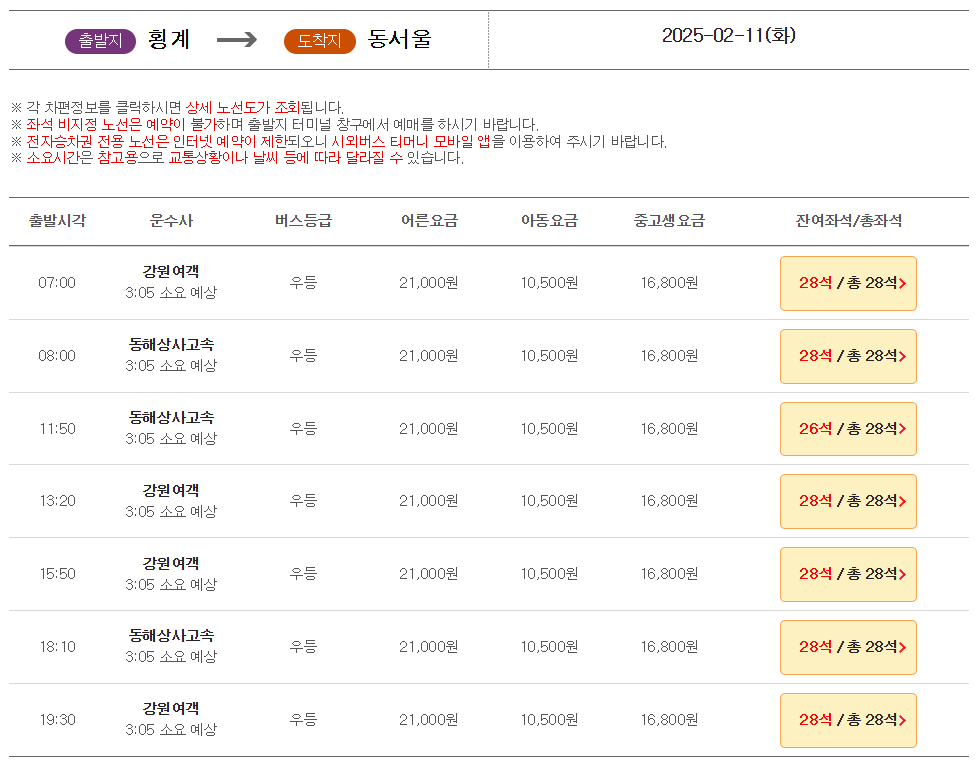 출발지 횡계 → 도착지 동서울 2025-02-11(화)
※ 각 차편정보를 클릭하시면 상세 노선도가 조회됩니다.
※ 좌석 비지정 노선은 예약이 불가하며 출발지 터미널 창구에서 예매를 하시기 바랍니다.
※ 전자승차권 전용 노선은 인터넷 예약이 제한되오니 시외버스 티머니 모바일 앱을 이용하여 주시기 바랍니다.
※ 소요시간은 참고용으로 교통상황이나 날씨 등에 따라 달라질 수 있습니다.
출발시각 운수사 버스등급 어른요금 아동요금 중고생요금 잔여좌석/총좌석
07:00 강원여객 우등 21,000원 10,500원 16,800원 28석 / 총 28석>
3:05 소요 예상
08:00 동해상사고속 우등 21,000원 10,500원 16,800원 28석 / 총 28석>
3:05 소요 예상
11:50 동해상사고속 우등 21,000원 10,500원 16,800원 26석 / 총 28석>
3:05 소요 예상
13:20 강원여객 우등 21,000원 10,500원 16,800원 28석 / 총 28석>
3:05 소요 예상
15:50 강원여객 우등 21,000원 10,500원 16,800원 28석 / 총 28석>
3:05 소요 예상
18:10 동해상사고속 우등 21,000원 10,500원 16,800원 28석 / 총 28석>
3:05 소요 예상
19:30 강원여객 우등 21,000원 10,500원 16,800원 28석 / 총 28석>
3:05 소요 예상